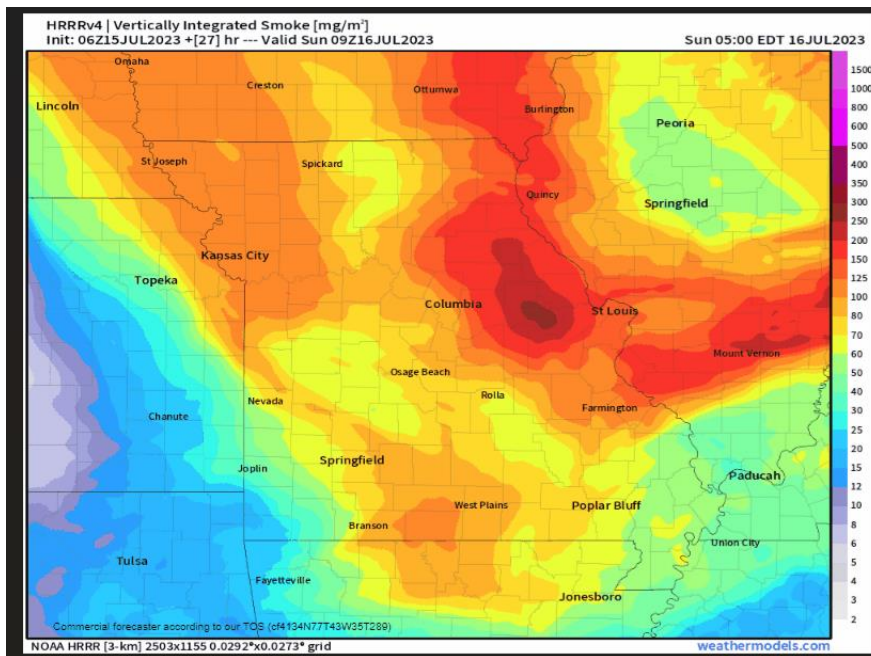 HRRRv4 | Vertically Integrated Smoke [mg/m²]
Init: 06Z15JUL2023 +[27] hr --- Valid Sun 09Z16JUL2023
Sun 05:00 EDT 16JUL2023
Omaha
Creston
Ottumwa
Burlington
Lincoln
Peoria
St Joseph
Spickard
Quincy
Springfield
Kansas City
Topeka
Columbia
St Louis
Mount Vernon
Osage Beach
Nevada
Rolla
Farmington
Chanute
Springfield
Joplin
Paducah
West Plains
Poplar Bluff
Branson
Union City
Tulsa
Fayetteville
Jonesboro
1500
1000
800
600
500
400
350
300
250
200
150
125
100
80
70
60
50
40
30
25
20
15
12
10
8
6
5
4
3
2
Commercial forecaster according to our TOS (cf4134N77T43W35T289)
NOAA HRRR [3-km] 2503x1155 0.0292°x0.0273° grid
weathermodels.com